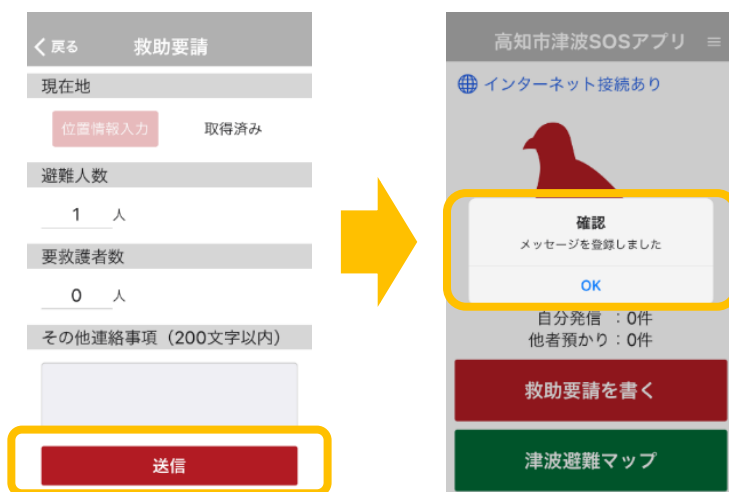 戻る 救助要請
現在地
位置情報入力 取得済み
避難人数
1 人
要救護者数
0 人
その他連絡事項（200文字以内）
送信
高知市津波SOSアプリ
インターネット接続あり
確認
メッセージを登録しました
OK
自分発信 ：0件
他者預かり：0件
救助要請を書く
津波避難マップ